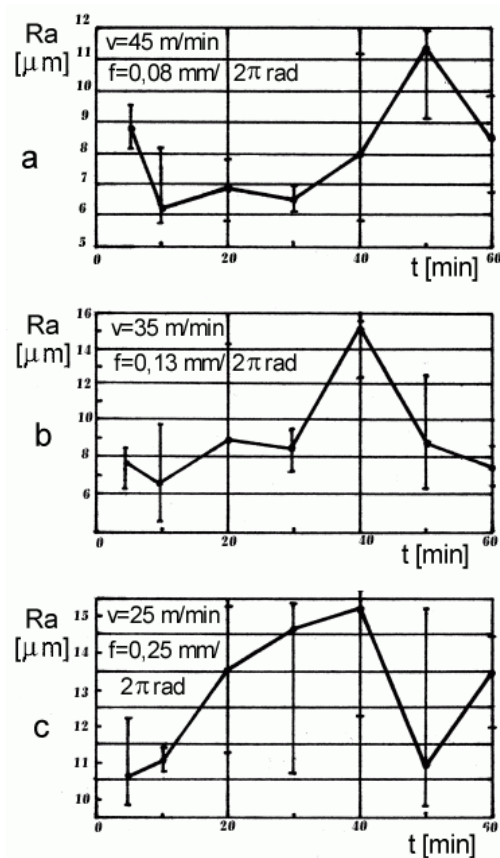 Ra
[μm]
12
11
10
9
8
7
6
5
v=45 m/min
f=0,08 mm/ 2π rad
a
0
20
40
60
t [min]
Ra
[μm]
16
14
12
10
8
6
v=35 m/min
f=0,13 mm/ 2π rad
b
0
20
40
60
t [min]
Ra
[μm]
15
14
13
12
11
10
v=25 m/min
f=0,25 mm/
2π rad
c
0
20
40
60
t [min]